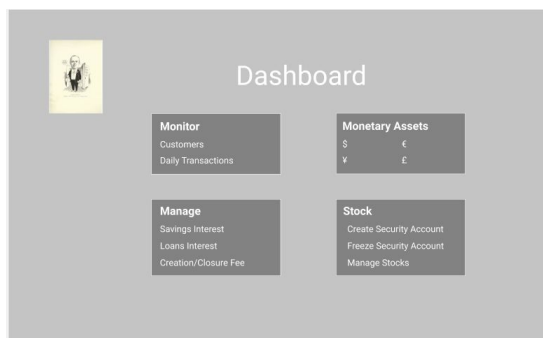 Dashboard
Monitor
Customers
Daily Transactions
Monetary Assets
$ €
¥ £
Manage
Savings Interest
Loans Interest
Creation/Closure Fee
Stock
Create Security Account
Freeze Security Account
Manage Stocks